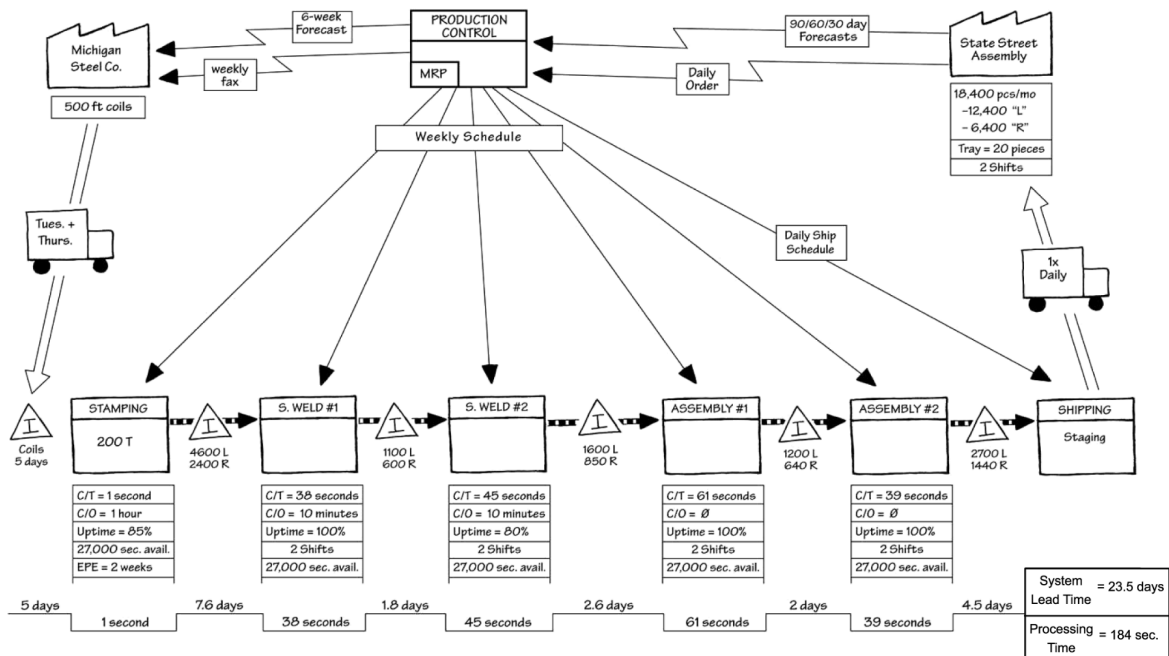 Michigan
Steel Co.
6-week
Forecast
weekly
fax
PRODUCTION
CONTROL
MRP
90/60/30 day
Forecasts
Daily
Order
State Street
Assembly
500 ft coils
18,400 pcs/mo
-12,400 "L"
- 6,400 "R"
Tray = 20 pieces
2 Shifts
Weekly Schedule
Tues. +
Thurs.
Daily Ship
Schedule
1x
Daily
I
Coils
5 days
STAMPING
200 T
I
4600 L
2400 R
S. WELD #1
I
1100 L
600 R
S. WELD #2
I
1600 L
850 R
ASSEMBLY #1
I
1200 L
640 R
ASSEMBLY #2
I
2700 L
1440 R
SHIPPING
Staging
C/T = 1 second
C/O = 1 hour
Uptime = 85%
27,000 sec. avail.
EPE = 2 weeks
C/T = 38 seconds
C/O = 10 minutes
Uptime = 100%
2 Shifts
27,000 sec. avail.
C/T = 45 seconds
C/O = 10 minutes
Uptime = 80%
2 Shifts
27,000 sec. avail.
C/T = 61 seconds
C/O = Ø
Uptime = 100%
2 Shifts
27,000 sec. avail.
C/T = 39 seconds
C/O = Ø
Uptime = 100%
2 Shifts
27,000 sec. avail.
5 days
1 second
7.6 days
38 seconds
1.8 days
45 seconds
2.6 days
61 seconds
2 days
39 seconds
4.5 days
System
Lead Time = 23.5 days
Processing
Time = 184 sec.